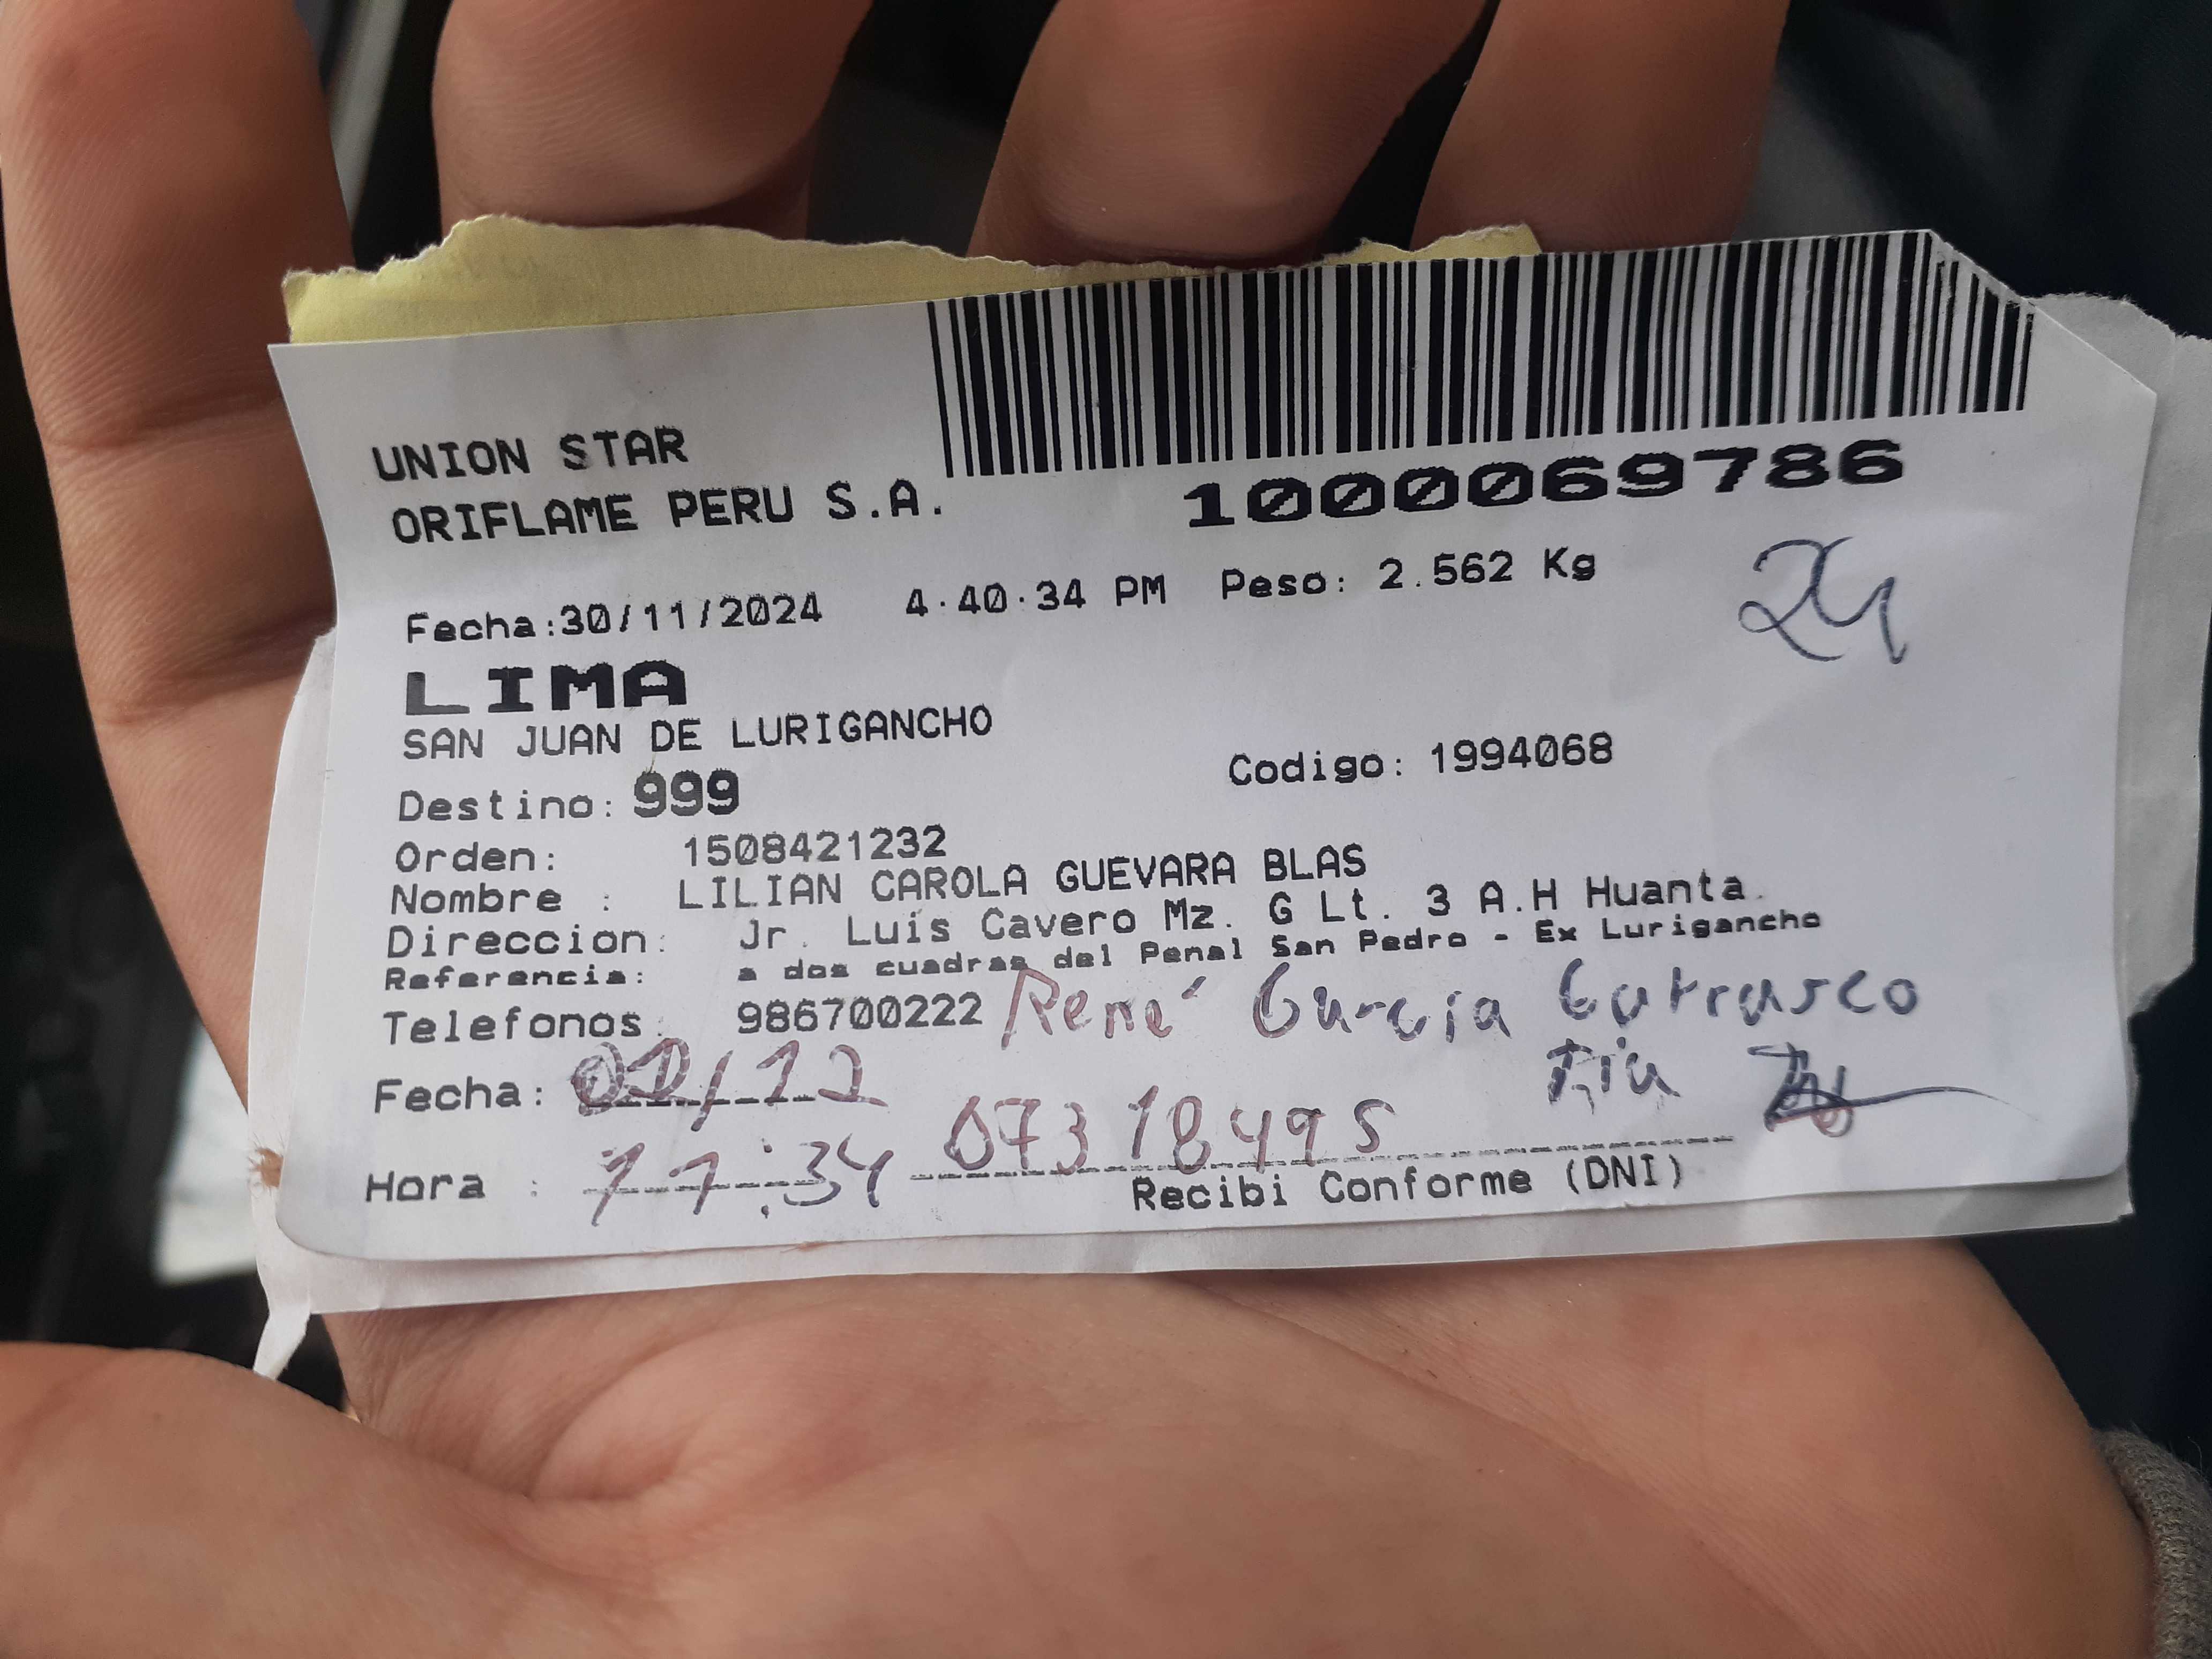 UNION STAR
ORIFLAME PERU S.A.
1000069786
Fecha:30/11/2024 4:40:34 PM Peso: 2.562 Kg
24
LIMA
SAN JUAN DE LURIGANCHO
Codigo: 1994068
Destino: 999
Orden: 1508421232
Nombre : LILIAN CAROLA GUEVARA BLAS
Direccion: Jr. Luis Cavero Mz. G Lt. 3 A.H Huanta.
Referencia: a dos cuadras del Penal San Pedro - Ex Lurigancho
Telefonos: 986700222 René García Carrasco
Fecha: 02/12 Tía
Hora : 11:34 07318495
Recibi Conforme (DNI)